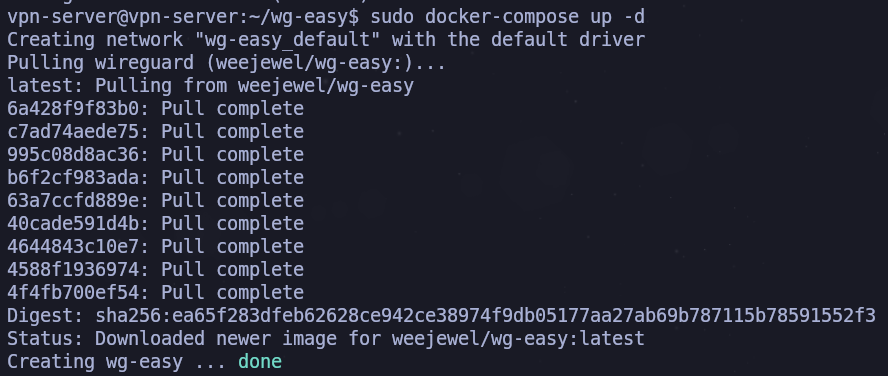 vpn-server@vpn-server:~/wg-easy$ sudo docker-compose up -d
Creating network "wg-easy_default" with the default driver
Pulling wireguard (weejewel/wg-easy:)...
latest: Pulling from weejewel/wg-easy
6a428f9f83b0: Pull complete
c7ad74aede75: Pull complete
995c08d8ac36: Pull complete
b6f2cf983ada: Pull complete
63a7ccfd889e: Pull complete
40cade591d4b: Pull complete
4644843c10e7: Pull complete
4588f1936974: Pull complete
4f4fb700ef54: Pull complete
Digest: sha256:ea65f283dfeb62628ce942ce38974f9db05177aa27ab69b787115b78591552f3
Status: Downloaded newer image for weejewel/wg-easy:latest
Creating wg-easy ... done